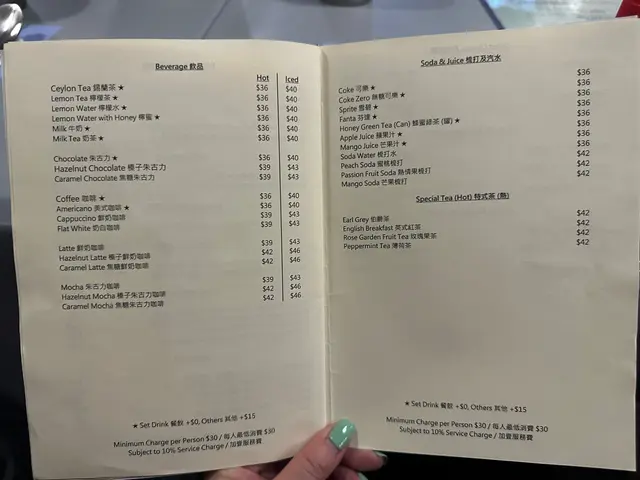 Beverage 飲品
Hot Iced
Ceylon Tea 錫蘭茶 ★ $36 $40
Lemon Tea 檸檬茶 ★ $36 $40
Lemon Water 檸檬水 ★ $36 $40
Lemon Water with Honey 檸蜜 ★ $36 $40
Milk 牛奶 ★ $36 $40
Milk Tea 奶茶 ★ $36 $40
Chocolate 朱古力 ★ $36 $40
Hazelnut Chocolate 榛子朱古力 $39 $43
Caramel Chocolate 焦糖朱古力 $39 $43
Coffee 咖啡 ★ $36 $40
Americano 美式咖啡 ★ $36 $40
Cappuccino 鮮奶咖啡 $39 $43
Flat White 奶白咖啡 $39 $43
Latte 鮮奶咖啡 $39 $43
Hazelnut Latte 榛子鮮奶咖啡 $42 $46
Caramel Latte 焦糖鮮奶咖啡 $42 $46
Mocha 朱古力咖啡 $39 $43
Hazelnut Mocha 榛子朱古力咖啡 $42 $46
Caramel Mocha 焦糖朱古力咖啡 $42 $46
★ Set Drink 餐飲 +$0, Others 其他 +$15
Minimum Charge per Person $30 / 每人最低消費 $30
Subject to 10% Service Charge / 加壹服務費
Soda & Juice 梳打及汽水
Coke 可樂 ★ $36
Coke Zero 無糖可樂 ★ $36
Sprite 雪碧 ★ $36
Fanta 芬達 ★ $36
Honey Green Tea (Can) 蜂蜜綠茶 (罐) ★ $36
Apple Juice 蘋果汁 ★ $36
Mango Juice 芒果汁 ★ $36
Soda Water 梳打水 $36
Peach Soda 蜜桃梳打 $42
Passion Fruit Soda 熱情果梳打 $42
Mango Soda 芒果梳打 $42
Special Tea (Hot) 特式茶 (熱)
Earl Grey 伯爵茶 $42
English Breakfast 英式紅茶 $42
Rose Garden Fruit Tea 玫瑰果茶 $42
Peppermint Tea 薄荷茶 $42
★ Set Drink 餐飲 +$0, Others 其他 +$15
Minimum Charge per Person $30 / 每人最低消費 $30
Subject to 10% Service Charge / 加壹服務費